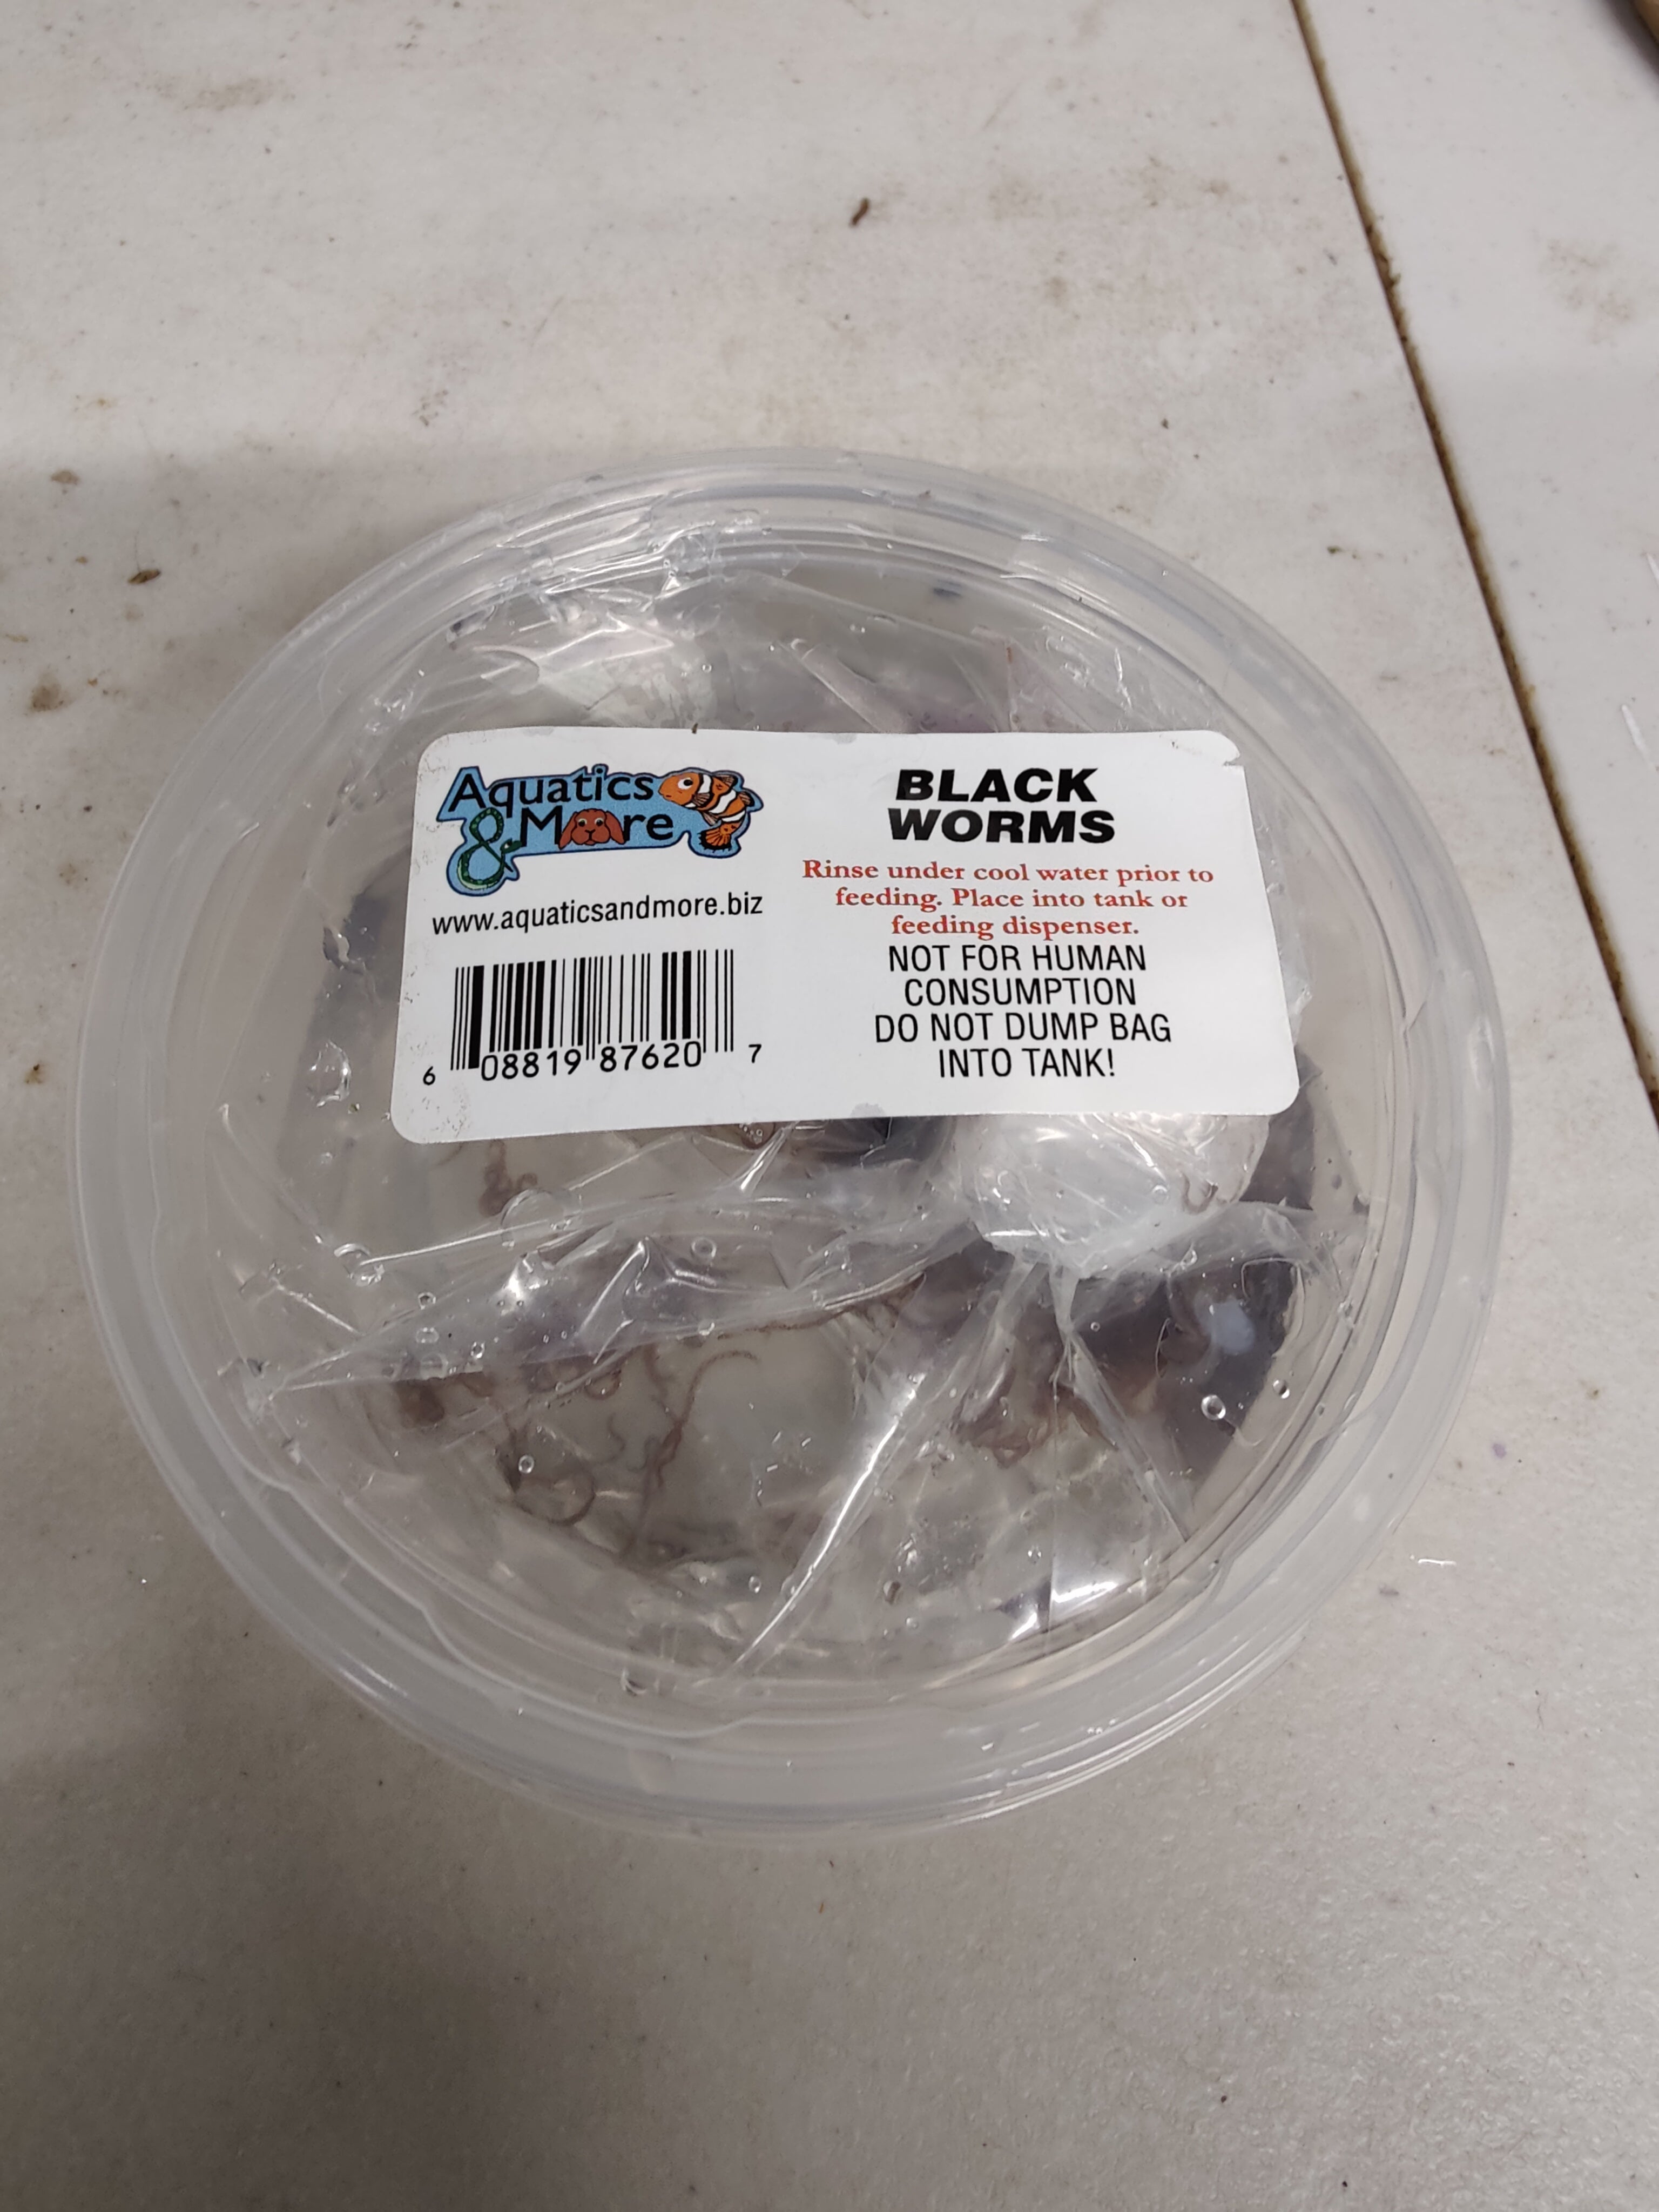 Aquatics
& More
www.aquaticsandmore.biz
6 08819 87620 7
BLACK
WORMS
Rinse under cool water prior to
feeding. Place into tank or
feeding dispenser.
NOT FOR HUMAN
CONSUMPTION
DO NOT DUMP BAG
INTO TANK!